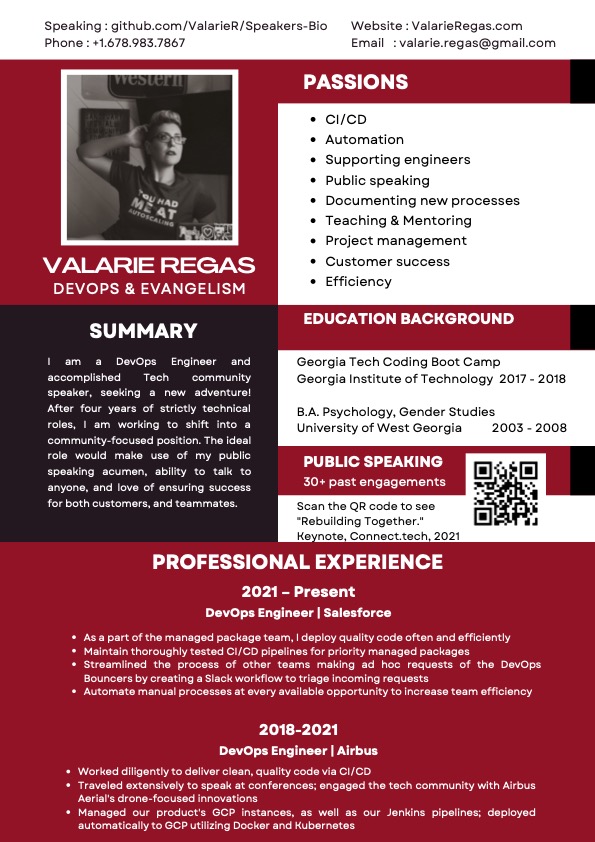 Speaking : github.com/ValarieR/Speakers-Bio
Website : ValarieRegas.com
Phone : +1.678.983.7867
Email : valarie.regas@gmail.com
Western
YOU HAD
ME AT
AUTOSCALING
VALARIE REGAS
DEVOPS & EVANGELISM
PASSIONS
• CI/CD
• Automation
• Supporting engineers
• Public speaking
• Documenting new processes
• Teaching & Mentoring
• Project management
• Customer success
• Efficiency
SUMMARY
I am a DevOps Engineer and
accomplished Tech community
speaker, seeking a new adventure!
After four years of strictly technical
roles, I am working to shift into a
community-focused position. The ideal
role would make use of my public
speaking acumen, ability to talk to
anyone, and love of ensuring success
for both customers, and teammates.
EDUCATION BACKGROUND
Georgia Tech Coding Boot Camp
Georgia Institute of Technology 2017 - 2018
B.A. Psychology, Gender Studies
University of West Georgia 2003 - 2008
PUBLIC SPEAKING
30+ past engagements
Scan the QR code to see
"Rebuilding Together."
Keynote, Connect.tech, 2021
PROFESSIONAL EXPERIENCE
2021 – Present
DevOps Engineer | Salesforce
• As a part of the managed package team, I deploy quality code often and efficiently
• Maintain thoroughly tested CI/CD pipelines for priority managed packages
• Streamlined the process of other teams making ad hoc requests of the DevOps
Bouncers by creating a Slack workflow to triage incoming requests
• Automate manual processes at every available opportunity to increase team efficiency
2018-2021
DevOps Engineer | Airbus
• Worked diligently to deliver clean, quality code via CI/CD
• Traveled extensively to speak at conferences; engaged the tech community with Airbus
Aerial's drone-focused innovations
• Managed our product's GCP instances, as well as our Jenkins pipelines; deployed
automatically to GCP utilizing Docker and Kubernetes